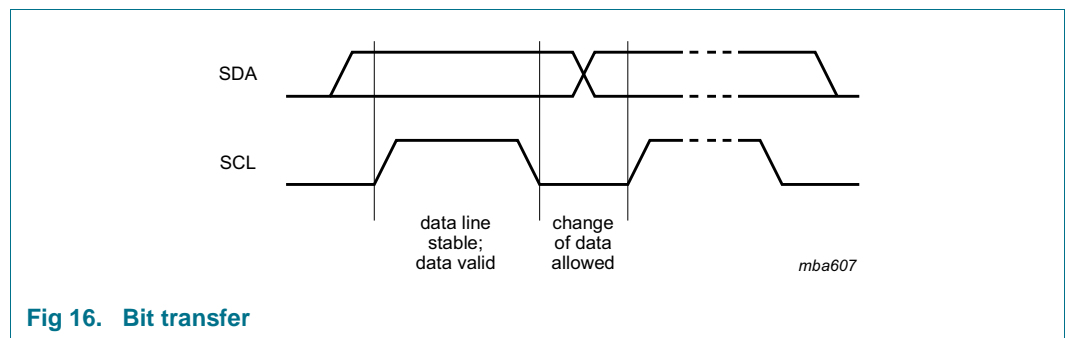 SDA
SCL
data line
stable;
data valid
change
of data
allowed
mba607
Fig 16. Bit transfer